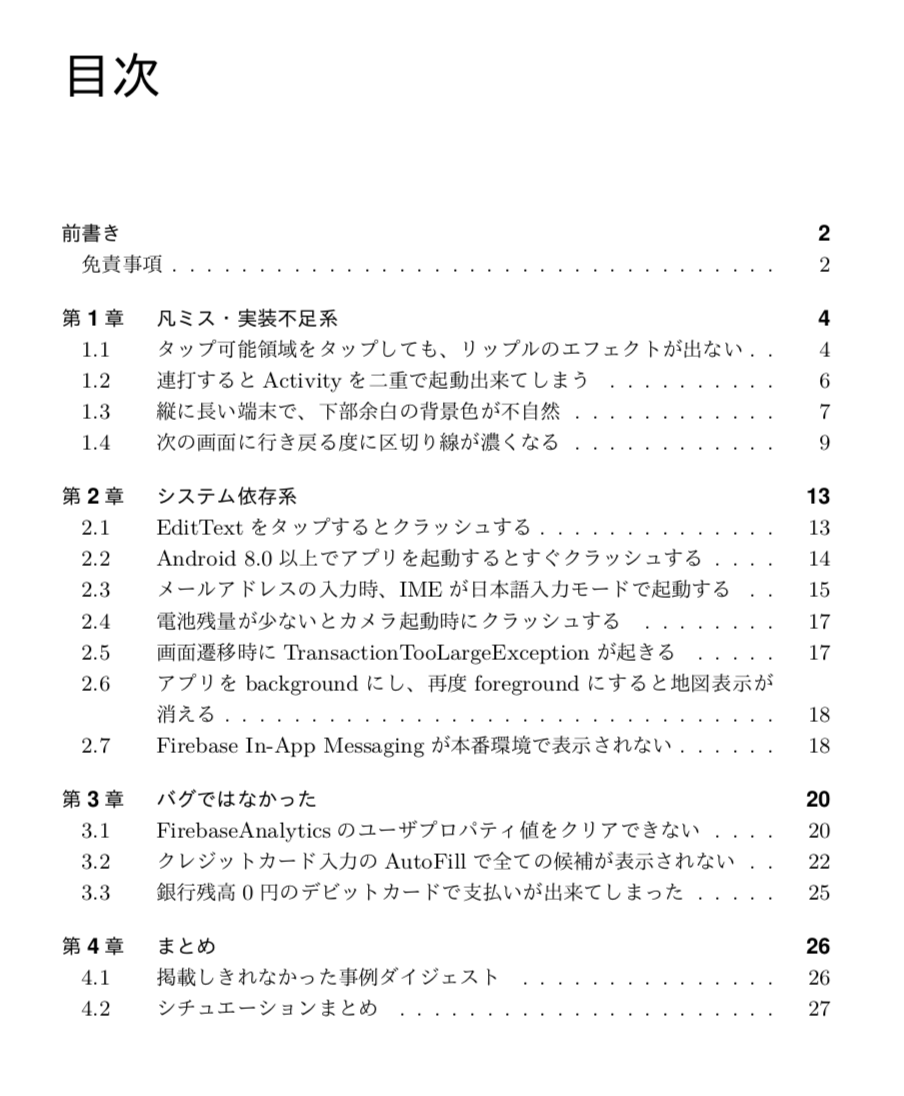 目次
前書き 2
免責事項 . . . . . . . . . . . . . . . . . . . . . . . . . . . . . . . . . . . 2
第 1 章 凡ミス・実装不足系 4
1.1 タップ可能領域をタップしても、リップルのエフェクトが出ない . . 4
1.2 連打すると Activity を二重で起動出来てしまう . . . . . . . . . . 6
1.3 縦に長い端末で、下部余白の背景色が不自然 . . . . . . . . . . . . 7
1.4 次の画面に行き戻る度に区切り線が濃くなる . . . . . . . . . . . . 9
第 2 章 システム依存系 13
2.1 EditText をタップするとクラッシュする . . . . . . . . . . . . . . 13
2.2 Android 8.0 以上でアプリを起動するとすぐクラッシュする . . . . 14
2.3 メールアドレスの入力時、IME が日本語入力モードで起動する . . 15
2.4 電池残量が少ないとカメラ起動時にクラッシュする . . . . . . . . 17
2.5 画面遷移時に TransactionTooLargeException が起きる . . . . . 17
2.6 アプリを background にし、再度 foreground にすると地図表示が
消える . . . . . . . . . . . . . . . . . . . . . . . . . . . . . . . . 18
2.7 Firebase In-App Messaging が本番環境で表示されない . . . . . . 18
第 3 章 バグではなかった 20
3.1 FirebaseAnalytics のユーザプロパティ値をクリアできない . . . . 20
3.2 クレジットカード入力の AutoFill で全ての候補が表示されない . . 22
3.3 銀行残高 0 円のデビットカードで支払いが出来てしまった . . . . . 25
第 4 章 まとめ 26
4.1 掲載しきれなかった事例ダイジェスト . . . . . . . . . . . . . . . 26
4.2 シチュエーションまとめ . . . . . . . . . . . . . . . . . . . . . . 27